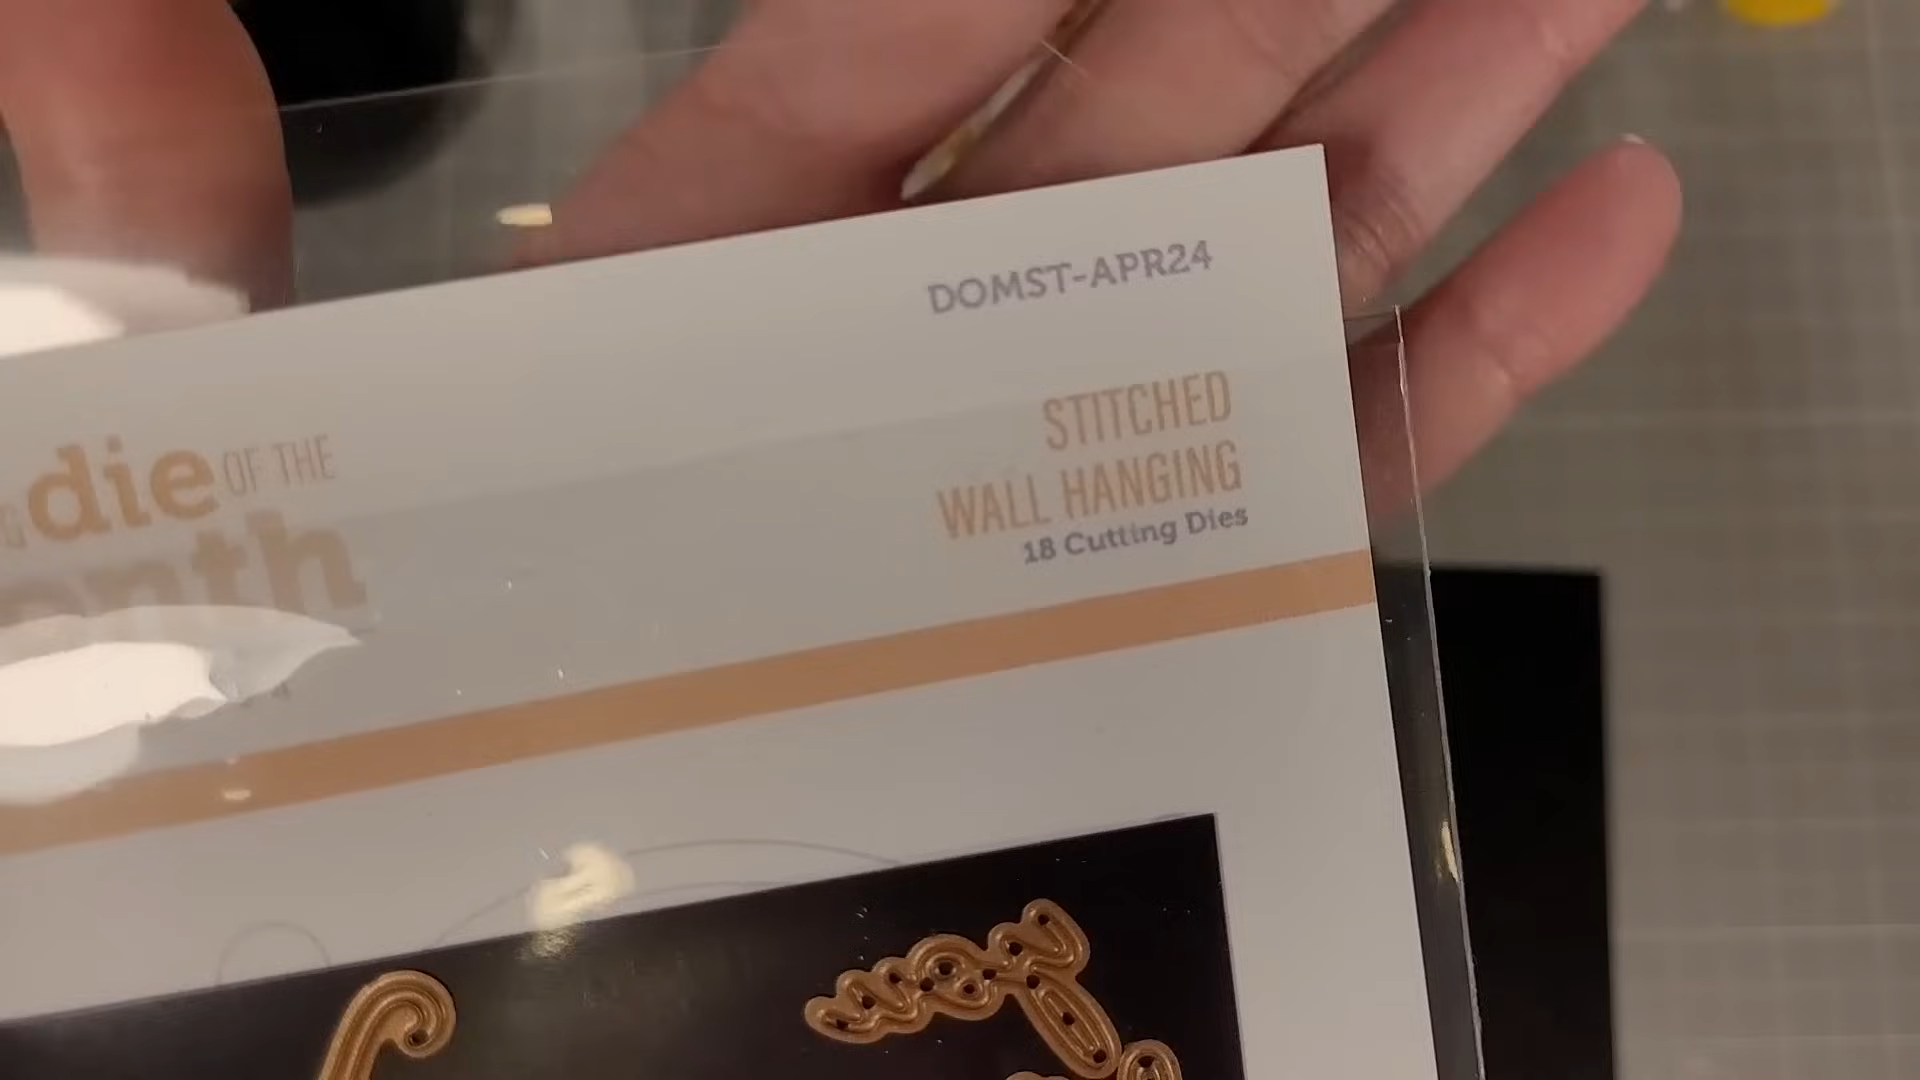 DOMST-APR24
STITCHED
WALL HANGING
18 Cutting Dies
die OF THE